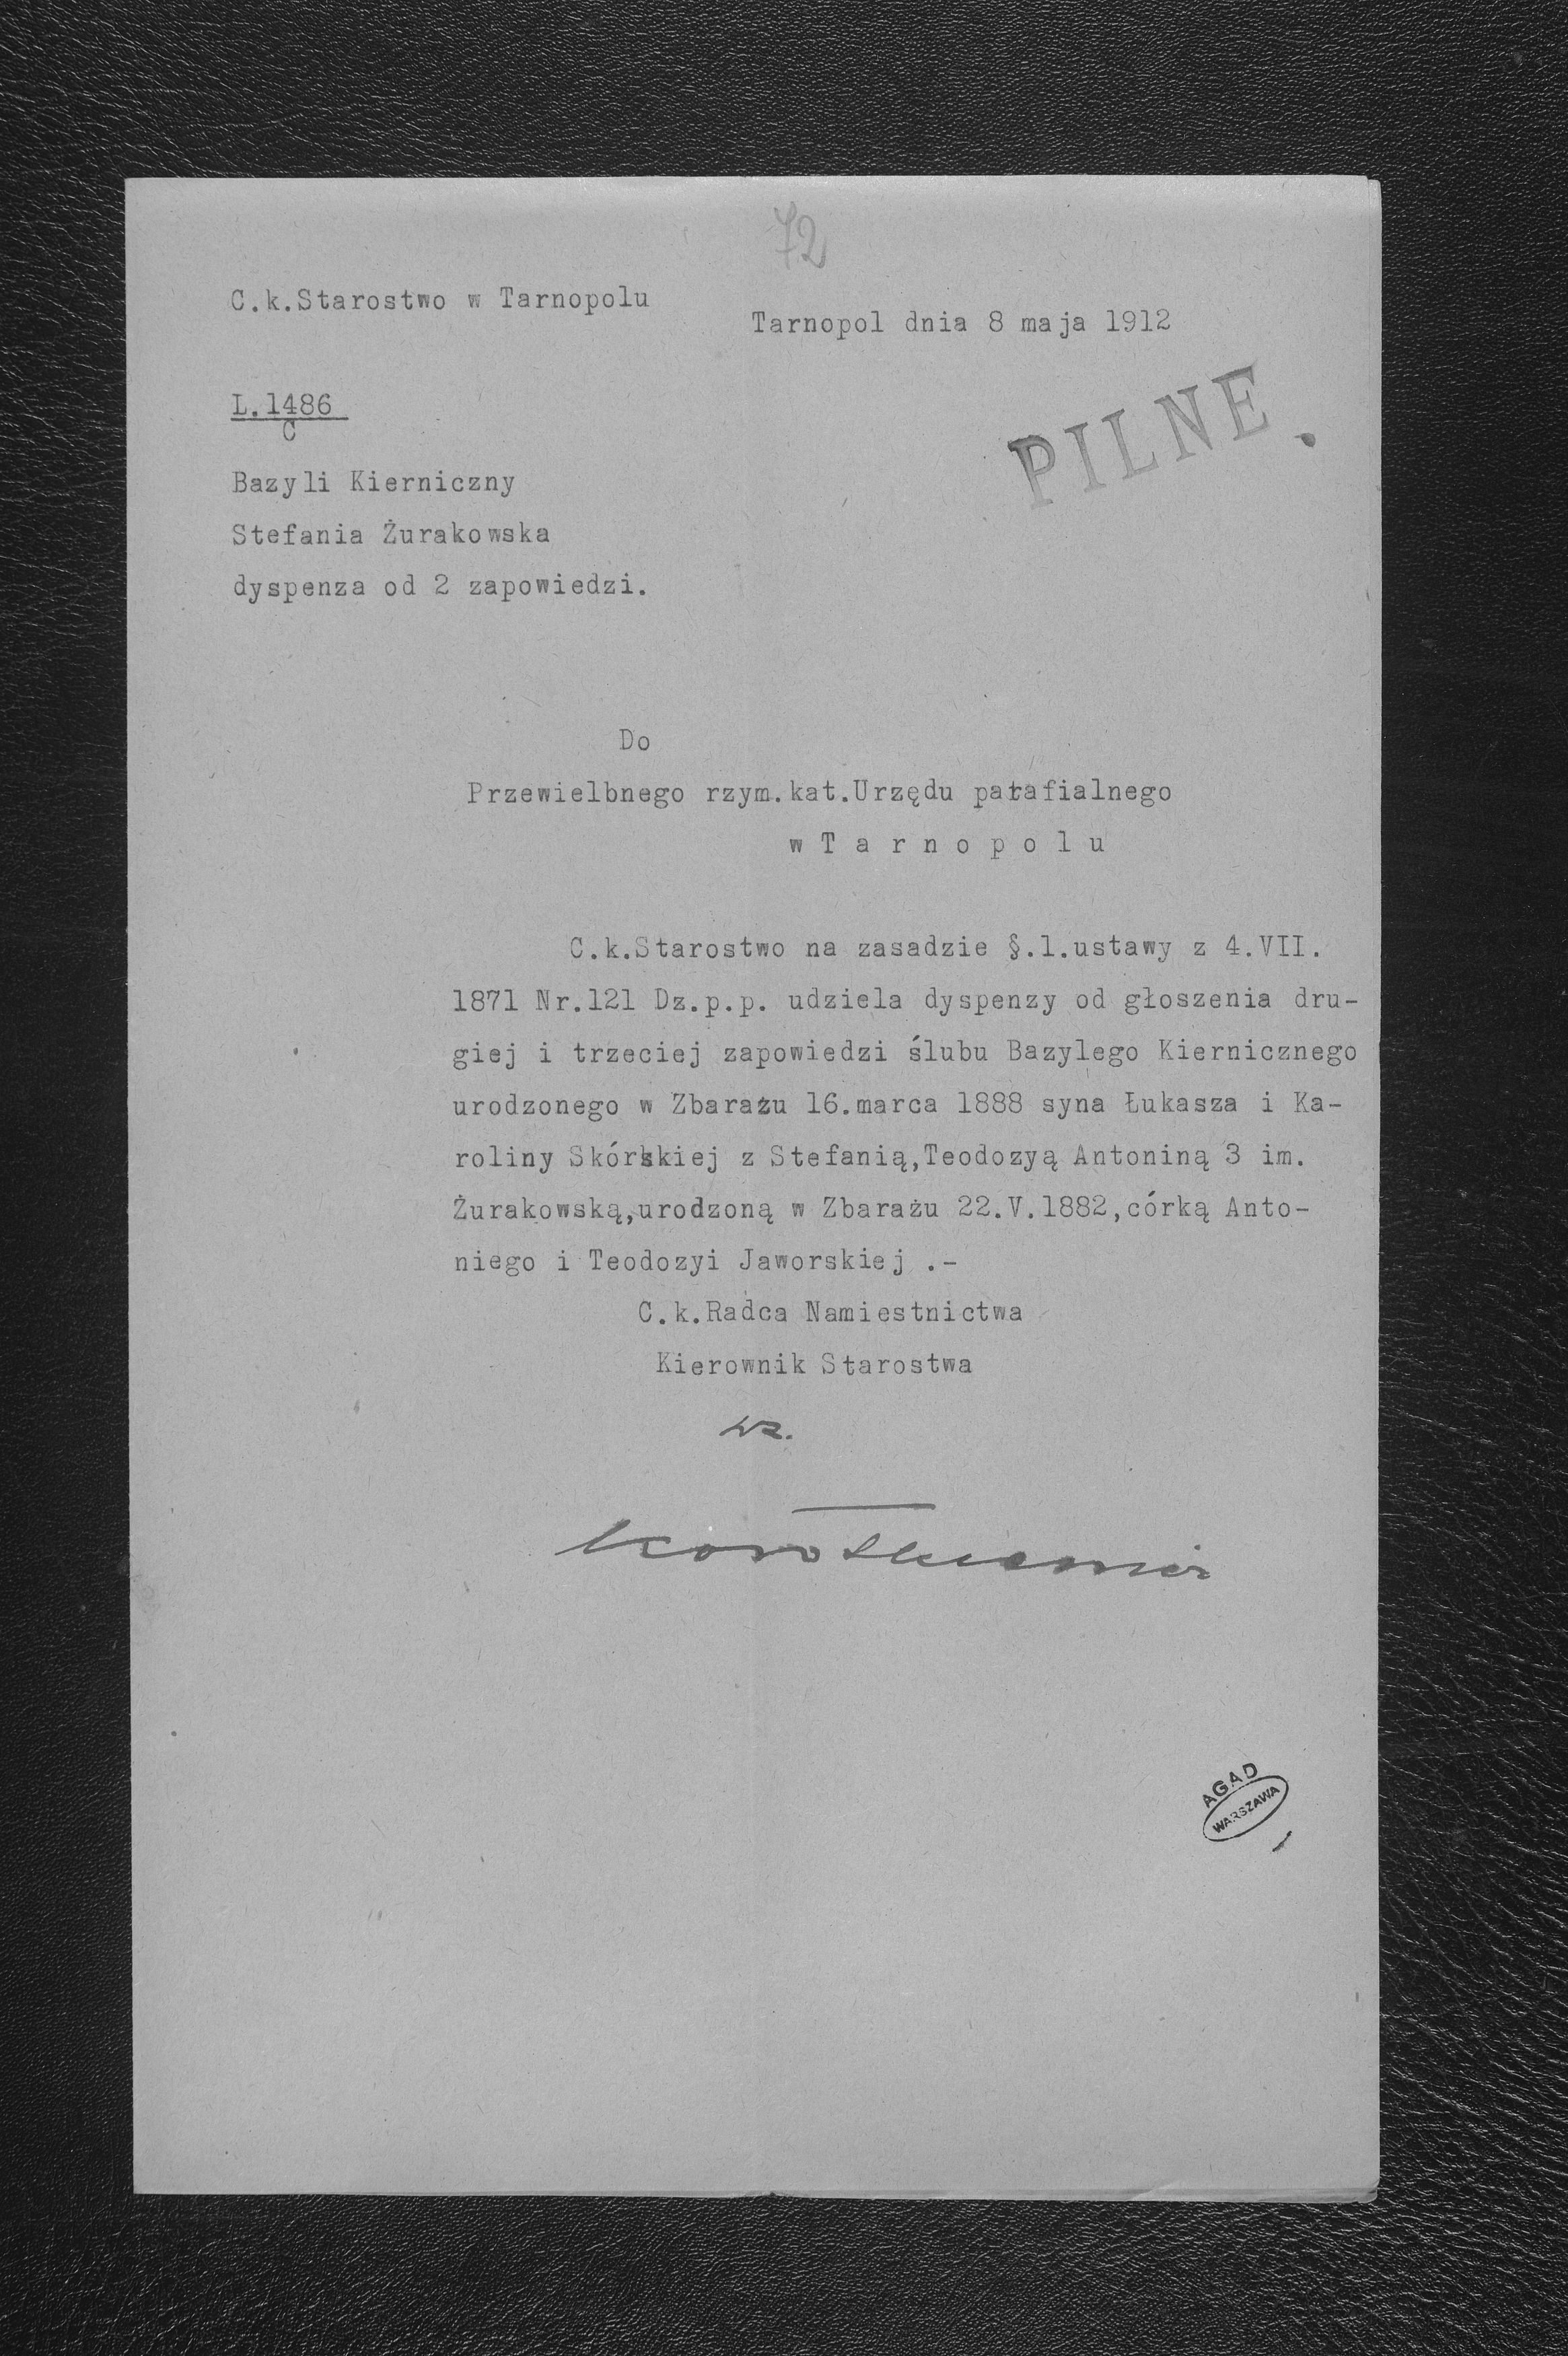 72
C.k.Starostwo w Tarnopolu
Tarnopol dnia 8 maja 1912
L.1486
C
PILNE.
Bazyli Kierniczny
Stefania Żurakowska
dyspenza od 2 zapowiedzi.
Do
Przewielbnego rzym.kat.Urzędu parafialnego
w T a r n o p o l u
C.k.Starostwo na zasadzie §.1.ustawy z 4.VII.
1871 Nr.121 Dz.p.p. udziela dyspenzy od głoszenia dru-
giej i trzeciej zapowiedzi ślubu Bazylego Kiernicznego
urodzonego w Zbarażu 16.marca 1888 syna Łukasza i Ka-
roliny Skórskiej z Stefanią,Teodozyą Antoniną 3 im.
Żurakowską,urodzoną w Zbarażu 22.V.1882,córką Anto-
niego i Teodozyi Jaworskiej .-
C.k.Radca Namiestnictwa
Kierownik Starostwa
wz.
AGAD
WARSZAWA